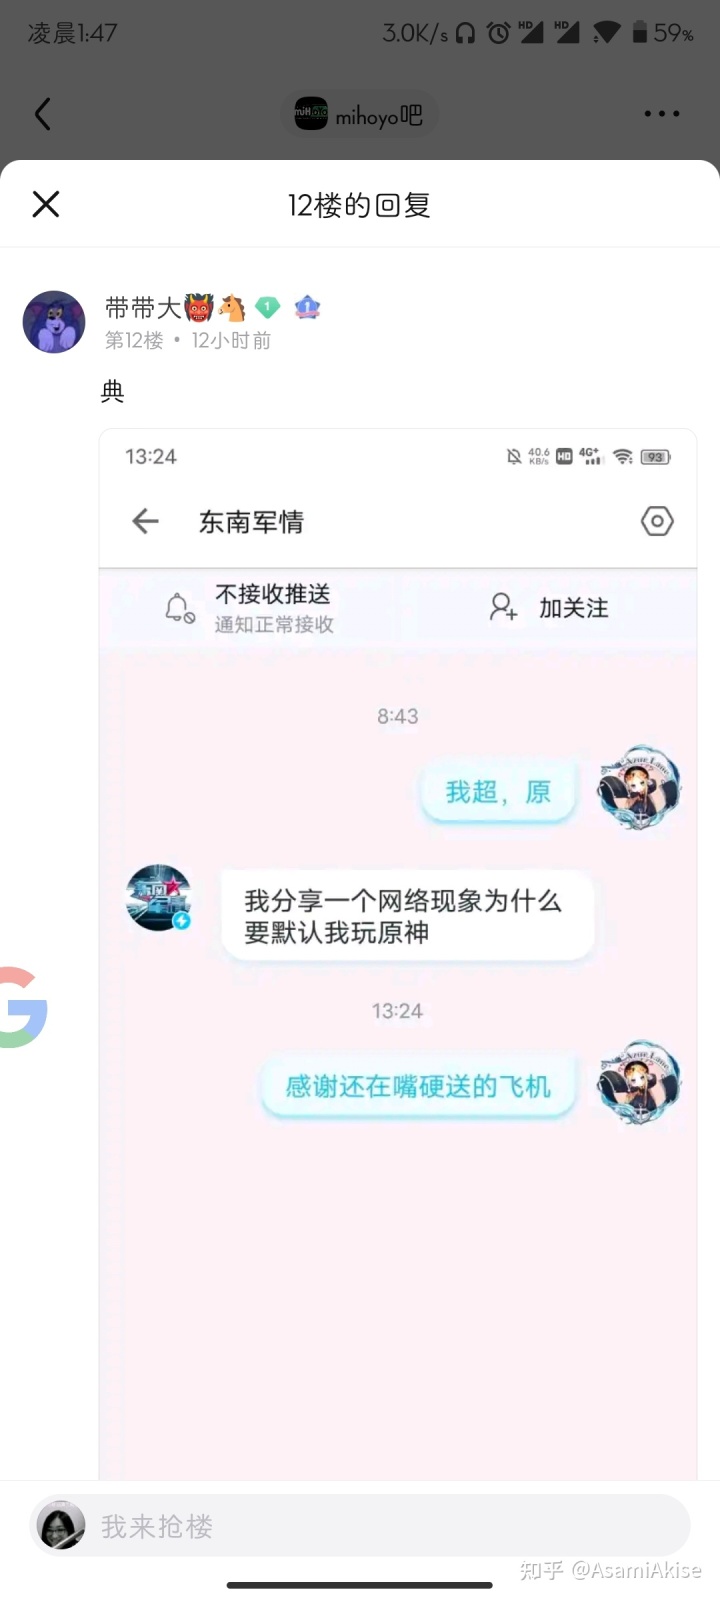 凌晨1:47
3.0K/s HD HD 59%
mihoyo吧
12楼的回复
带带大👹🐴 1 1
第12楼 • 12小时前
典
13:24
40.6 KB/s HD 4G+ 93
东南军情
不接收推送
通知正常接收
加关注
8:43
我超，原
我分享一个网络现象为什么
要默认我玩原神
13:24
感谢还在嘴硬送的飞机
我来抢楼
知乎 @AsamiAkise